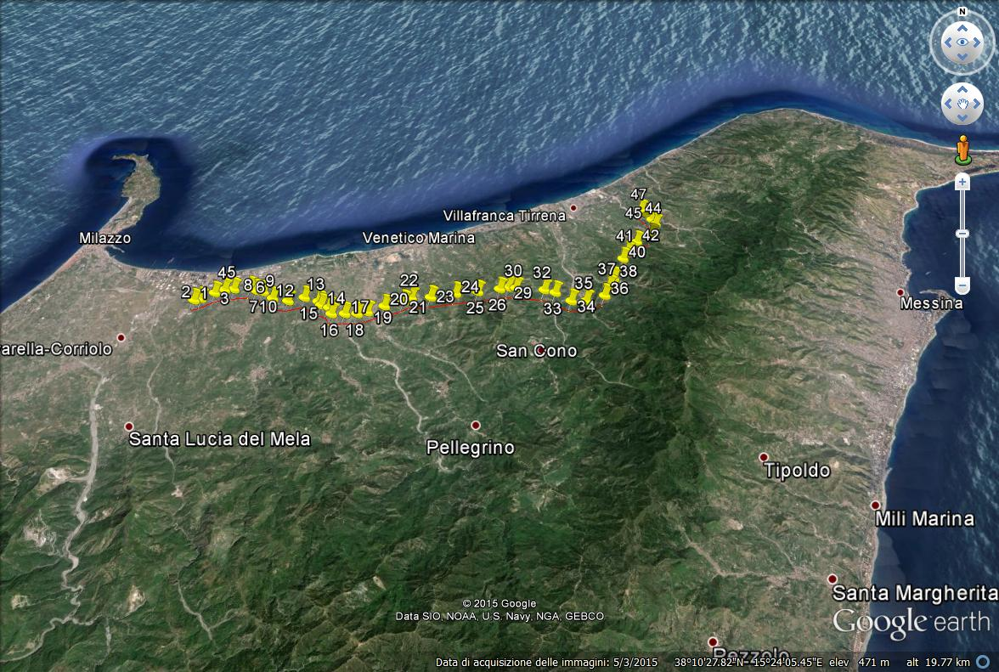 N
47
44
45
Villafranca Tirrena
Milazzo
Venetico Marina
41
42
40
45
30
32
37
38
22
8
6
9
12
13
35
36
2
1
3
24
29
23
20
14
7
10
15
17
21
25
26
33
34
19
16
18
Messina
arella-Corriolo
San Cono
Santa Lucia del Mela
Pellegrino
Tipoldo
Mili Marina
Santa Margherita
© 2015 Google
Data SIO, NOAA, U.S. Navy, NGA, GEBCO
Google earth
Pezzolo
Data di acquisizione delle immagini: 5/3/2015 38°10'27.82"N 15°24'05.45"E elev 471 m alt 19.77 km